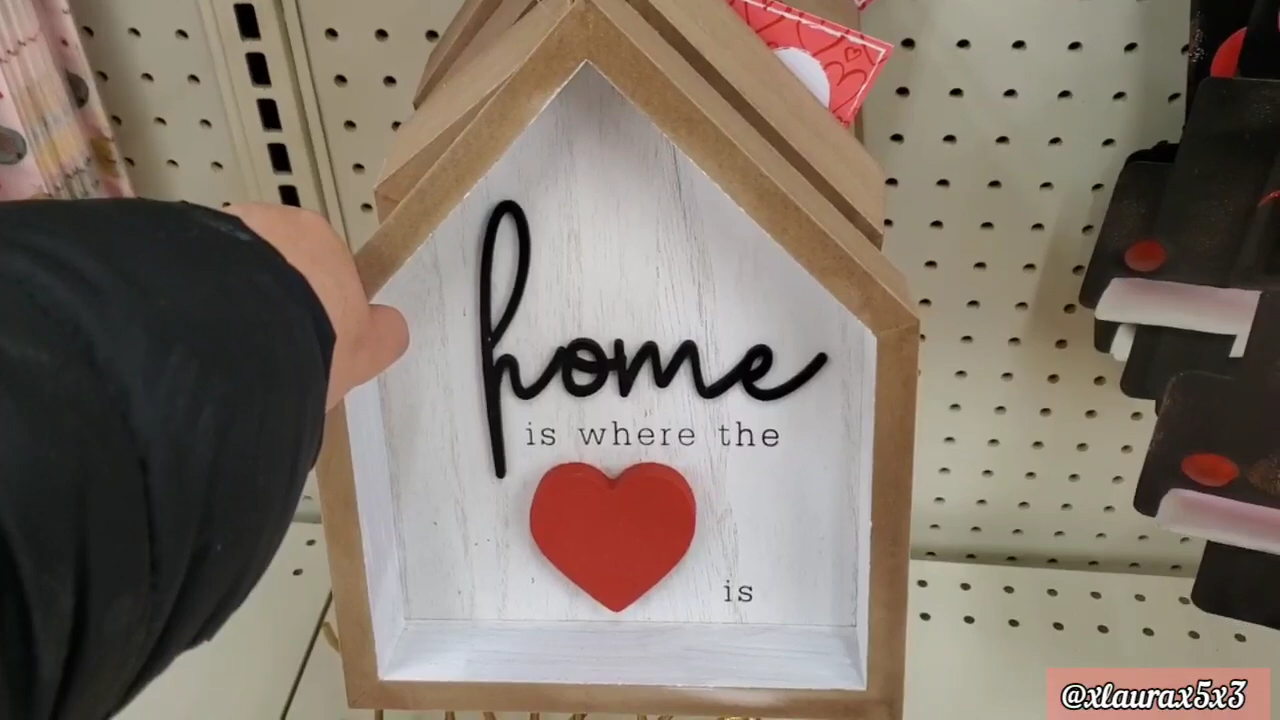 home
is where the
is
@xlaurax5x3